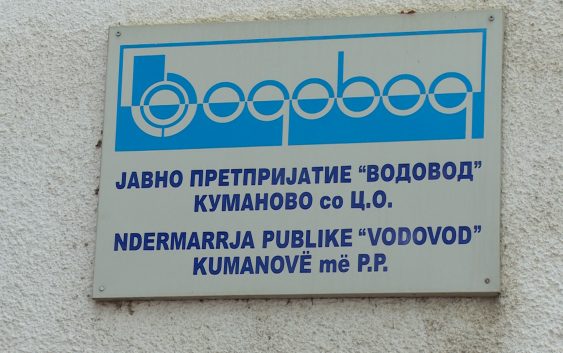 водовод
ЈАВНО ПРЕТПРИЈАТИЕ “ВОДОВОД”
КУМАНОВО со Ц.О.
NDERMARRJA PUBLIKE “VODOVOD”
KUMANOVË më P.P.